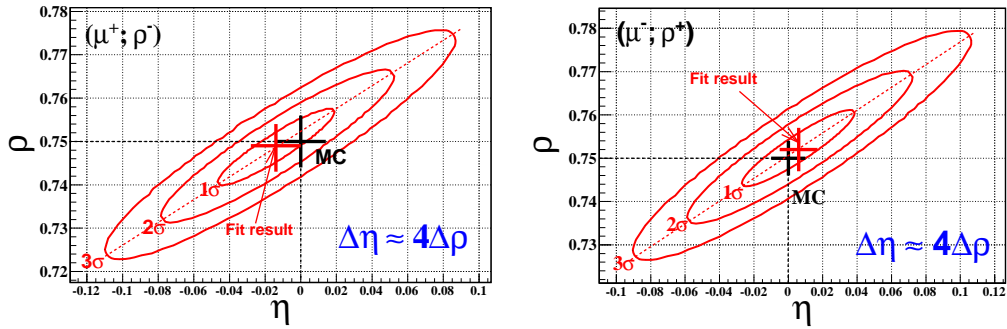 (μ⁺; ρ⁻)
ρ
0.78
0.77
0.76
0.75
0.74
0.73
0.72
MC
1σ
2σ
3σ
Fit result
Δη ≈ 4Δρ
-0.12 -0.1 -0.08 -0.06 -0.04 -0.02 0 0.02 0.04 0.06 0.08 0.1
η
(μ⁻; ρ⁺)
ρ
0.78
0.77
0.76
0.75
0.74
0.73
Fit result
MC
1σ
2σ
3σ
Δη ≈ 4Δρ
-0.1 -0.08 -0.06 -0.04 -0.02 0 0.02 0.04 0.06 0.08 0.1 0.12
η